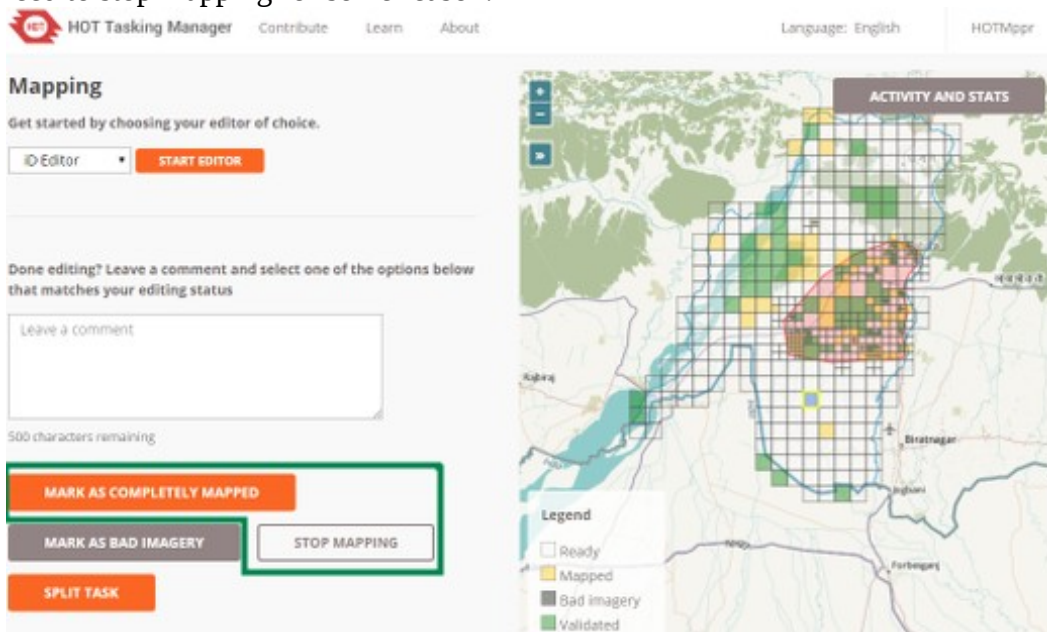 HOT Tasking Manager Contribute Learn About Language: English HOTMppr
Mapping
Get started by choosing your editor of choice.
iD Editor START EDITOR
Done editing? Leave a comment and select one of the options below
that matches your editing status
Leave a comment
500 characters remaining
MARK AS COMPLETELY MAPPED
MARK AS BAD IMAGERY STOP MAPPING
SPLIT TASK
ACTIVITY AND STATS
Rajbiraj
Biratnagar
Jogbani
Forbesganj
Legend
Ready
Mapped
Bad imagery
Validated